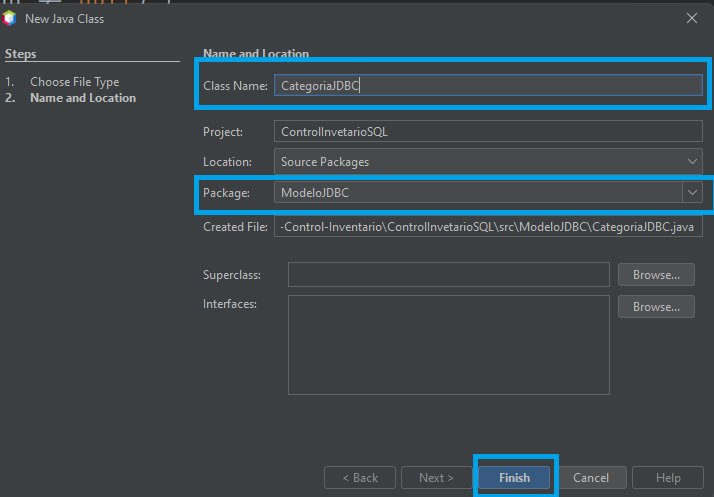 New Java Class
Steps
1. Choose File Type
2. Name and Location
Name and Location
Class Name: CategoriaJDBC
Project: ControlInvetarioSQL
Location: Source Packages
Package: ModeloJDBC
Created File: -Control-Inventario\ControlInvetarioSQL\src\ModeloJDBC\CategoriaJDBC.java
Superclass: Browse...
Interfaces: Browse...
< Back Next > Finish Cancel Help